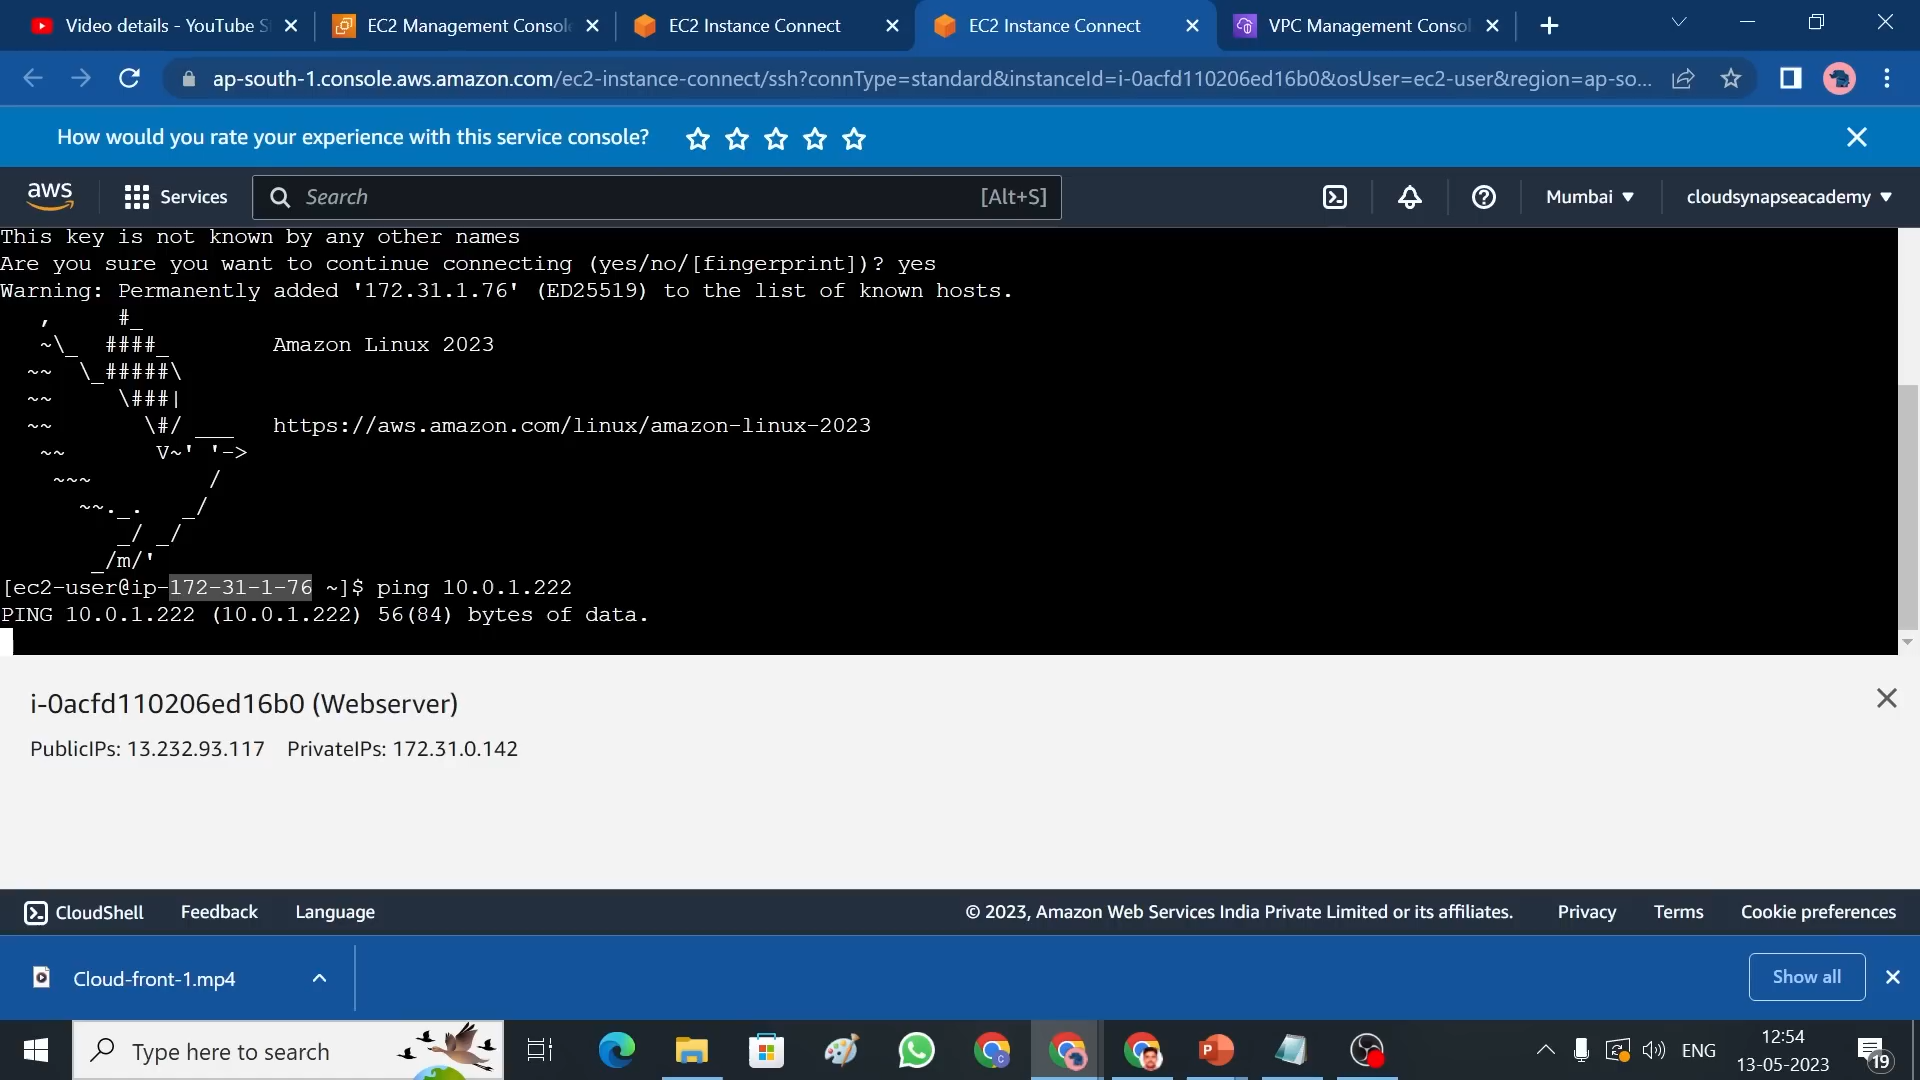 Video details - YouTube S
EC2 Management Consol
EC2 Instance Connect
EC2 Instance Connect
VPC Management Consol
ap-south-1.console.aws.amazon.com/ec2-instance-connect/ssh?connType=standard&instanceId=i-0acfd110206ed16b0&osUser=ec2-user&region=ap-so...
How would you rate your experience with this service console?
aws
Services
Search
[Alt+S]
Mumbai
cloudsynapseacademy
This key is not known by any other names
Are you sure you want to continue connecting (yes/no/[fingerprint])? yes
Warning: Permanently added '172.31.1.76' (ED25519) to the list of known hosts.
   ,     #_
   ~\_  ####_        Amazon Linux 2023
  ~~  \_#####\
  ~~     \###|
  ~~       \#/ ___   https://aws.amazon.com/linux/amazon-linux-2023
   ~~       V~' '->
    ~~~         /
      ~~._.   _/
         _/ _/
       _/m/'
[ec2-user@ip-172-31-1-76 ~]$ ping 10.0.1.222
PING 10.0.1.222 (10.0.1.222) 56(84) bytes of data.
i-0acfd110206ed16b0 (Webserver)
PublicIPs: 13.232.93.117 PrivateIPs: 172.31.0.142
CloudShell
Feedback
Language
© 2023, Amazon Web Services India Private Limited or its affiliates.
Privacy
Terms
Cookie preferences
Cloud-front-1.mp4
Show all
Type here to search
ENG
12:54
13-05-2023
19